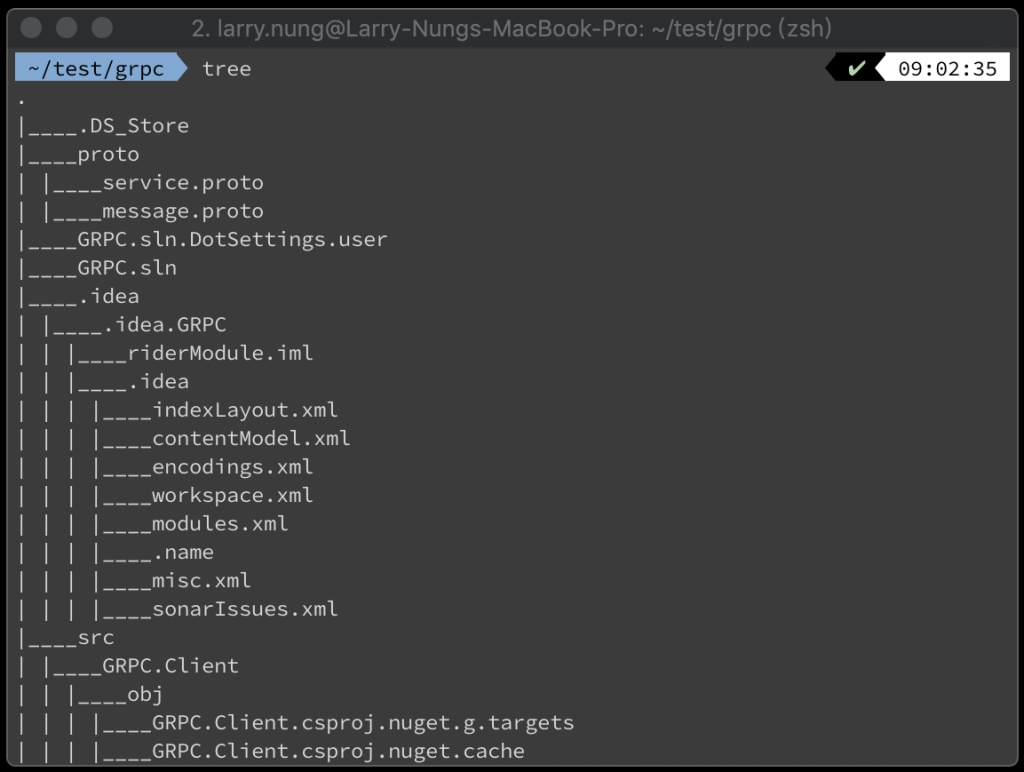 2. larry.nung@Larry-Nungs-MacBook-Pro: ~/test/grpc (zsh)
~/test/grpc tree ✔ 09:02:35
.
|____.DS_Store
|____proto
| |____service.proto
| |____message.proto
|____GRPC.sln.DotSettings.user
|____GRPC.sln
|____.idea
| |____.idea.GRPC
| | |____riderModule.iml
| | |____.idea
| | | |____indexLayout.xml
| | | |____contentModel.xml
| | | |____encodings.xml
| | | |____workspace.xml
| | | |____modules.xml
| | | |____.name
| | | |____misc.xml
| | | |____sonarIssues.xml
|____src
| |____GRPC.Client
| | |____obj
| | | |____GRPC.Client.csproj.nuget.g.targets
| | | |____GRPC.Client.csproj.nuget.cache